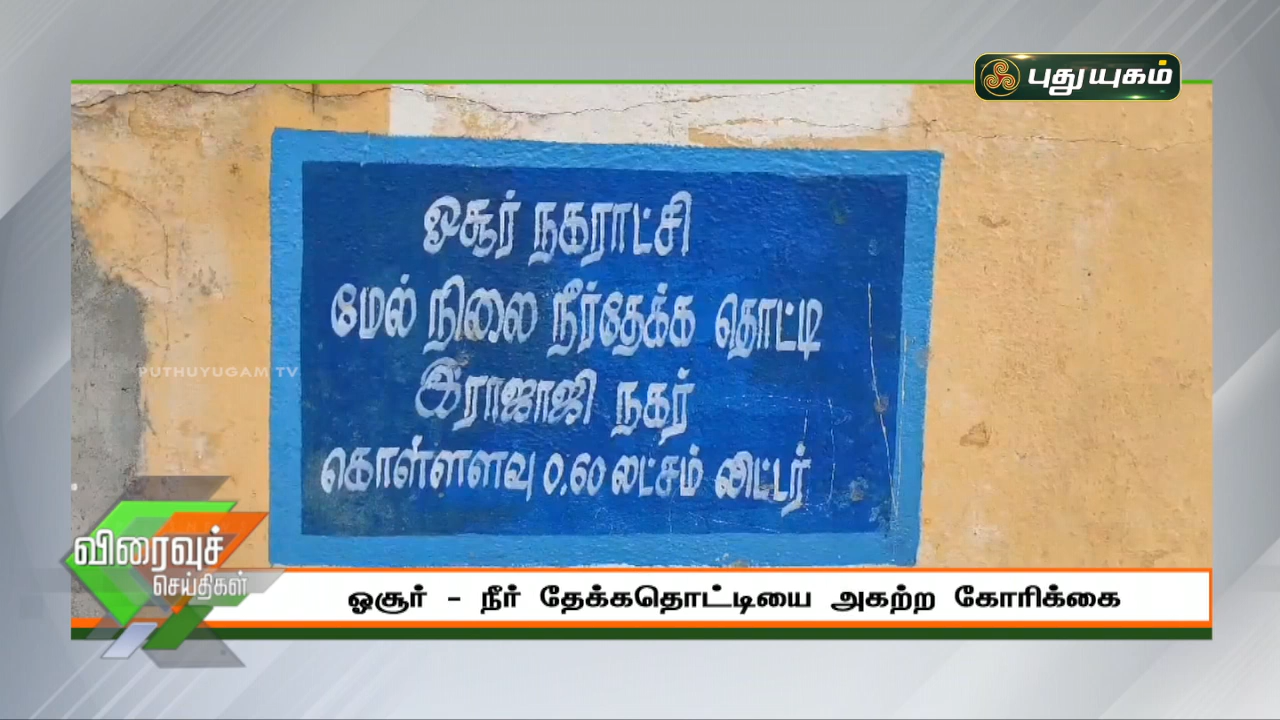 புதுயுகம்
ஒசூர் நகராட்சி
மேல் நிலை நீர்தேக்க தொட்டி
PUTHUYUGAM TV
இராஜாஜி நகர்
கொள்ளளவு 0.60 லட்சம் லிட்டர்
விரைவுச்
செய்திகள்
ஒசூர் - நீர் தேக்கதொட்டியை அகற்ற கோரிக்கை